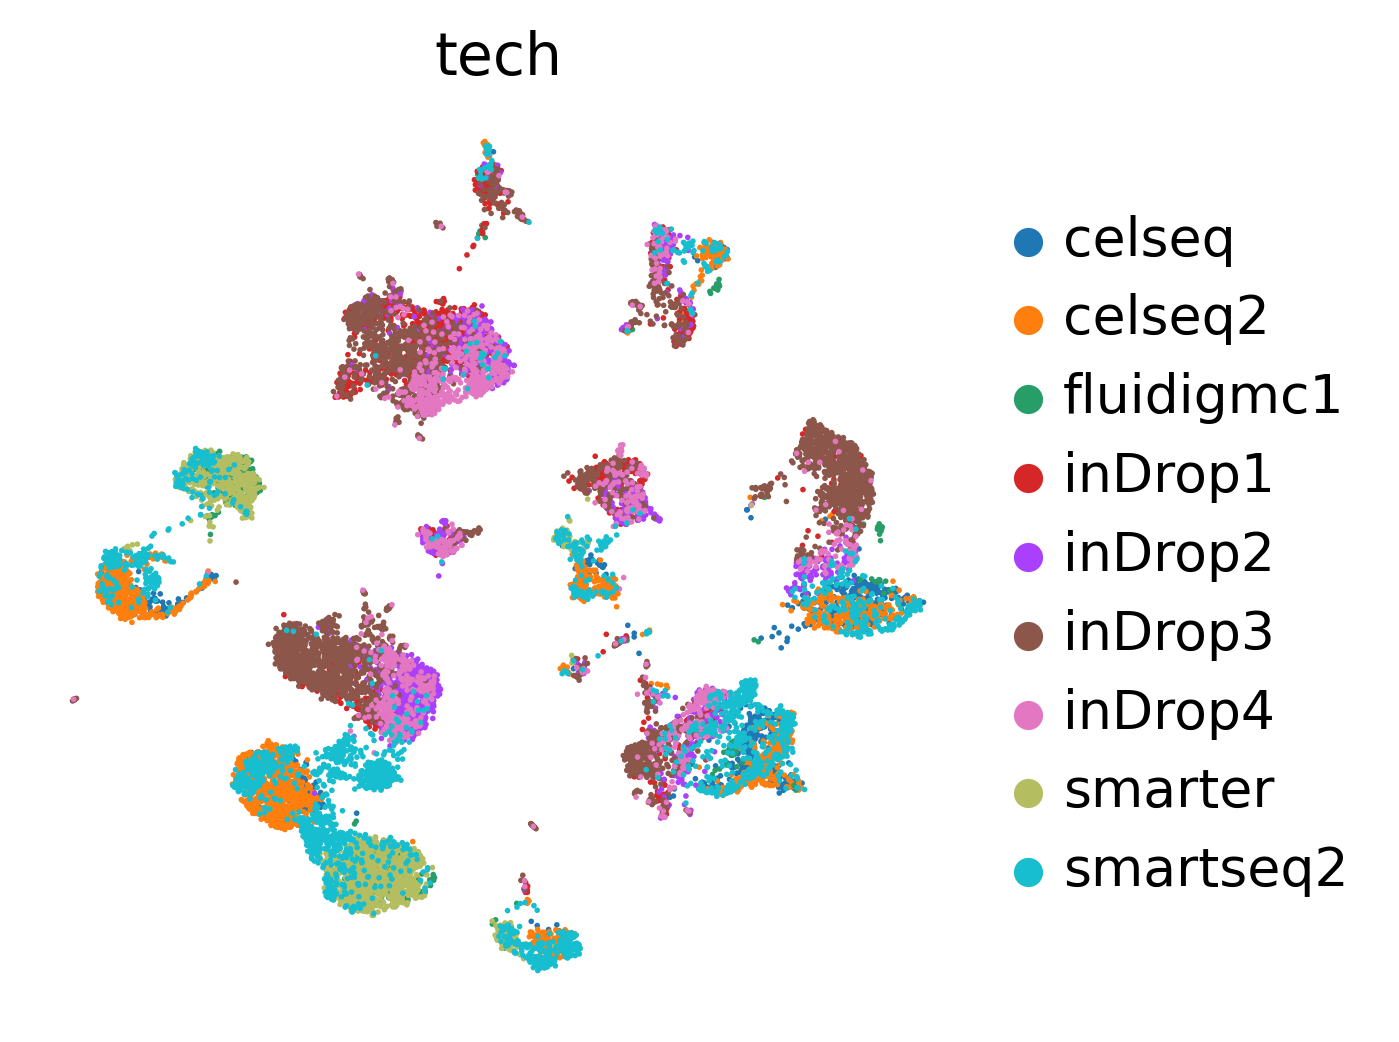 tech
celseq
celseq2
fluidigmc1
inDrop1
inDrop2
inDrop3
inDrop4
smarter
smartseq2